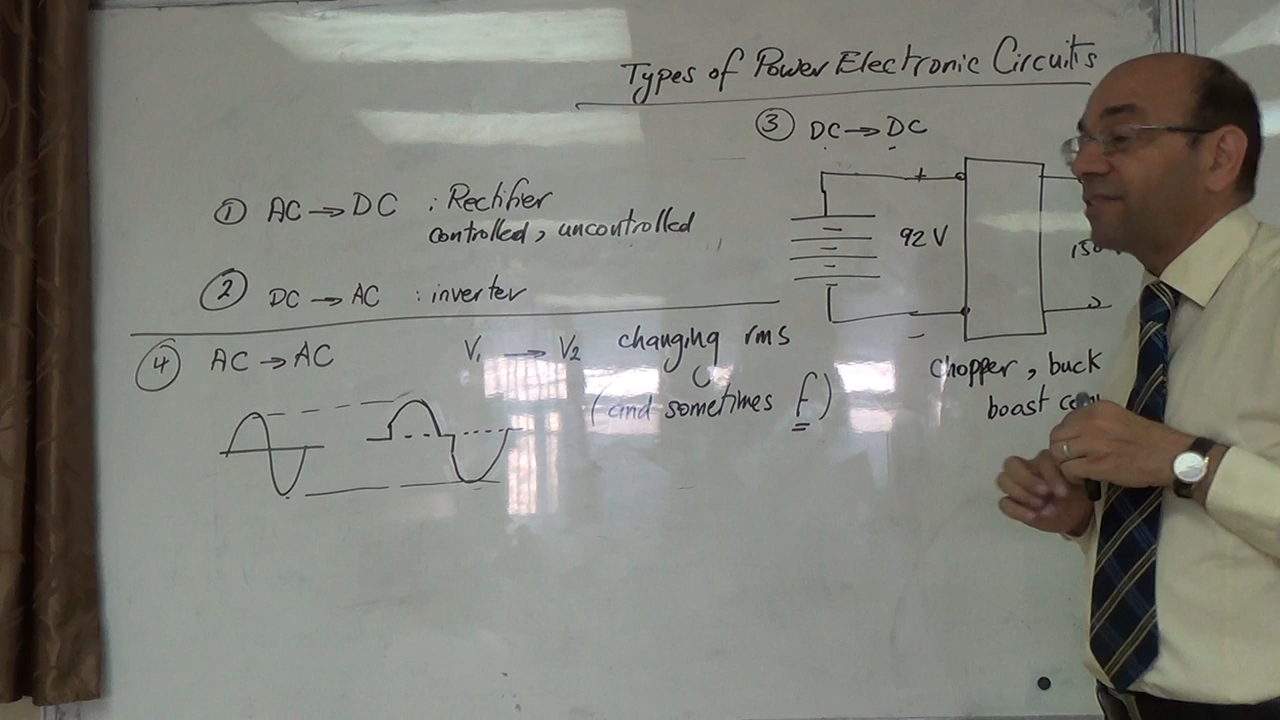 Types of Power Electronic Circuits
① AC → DC : Rectifier
controlled, uncontrolled
② DC → AC : inverter
③ DC → DC
+
92 V
−
chopper, buck
boast
④ AC → AC
V₁ → V₂ changing rms
(and sometimes f)